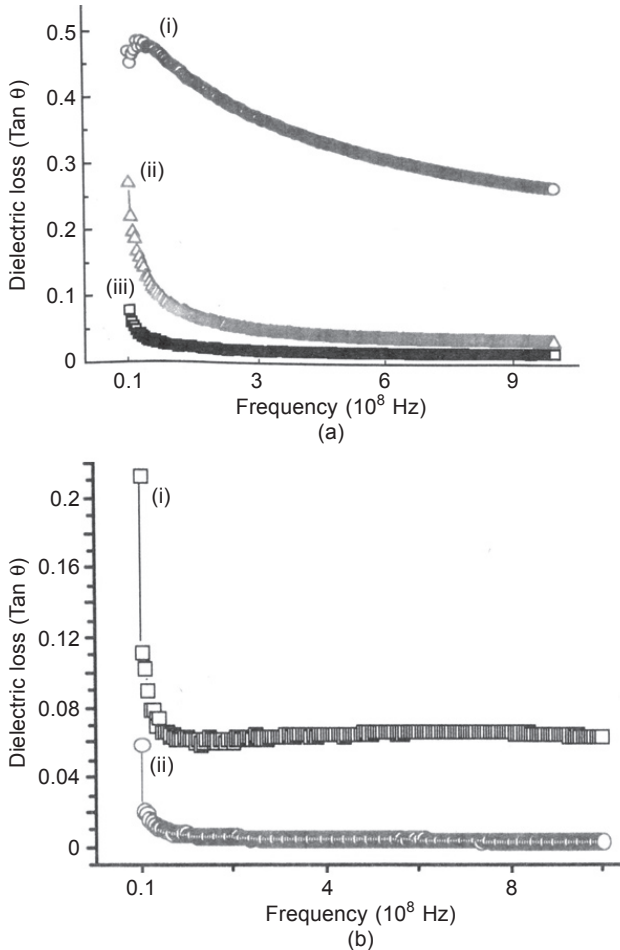 0.5
(i)
0.4
0.3
(ii)
0.2
0.1
(iii)
0
Dielectric loss (Tan θ)
0.1 3 6 9
Frequency (10⁸ Hz)
(a)
0.2
(i)
0.16
0.12
0.08
(ii)
0.04
0
Dielectric loss (Tan θ)
0.1 4 8
Frequency (10⁸ Hz)
(b)